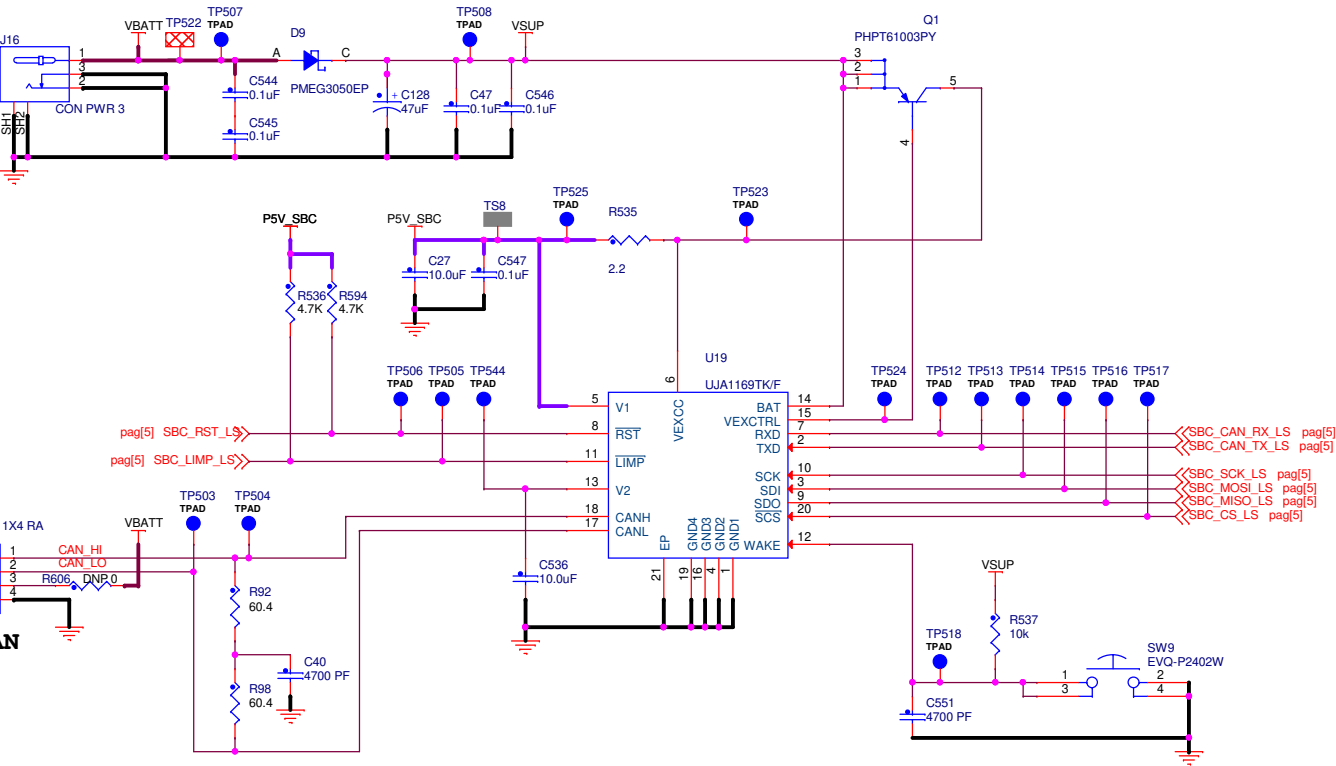 J16
VBATT
TP522
TP507
TPAD
D9
A
C
PMEG3050EP
TP508
TPAD
VSUP
Q1
PHPT61003PY
1
3
2
CON PWR 3
SH1
SH2
C544
0.1uF
C545
0.1uF
+
C128
47uF
C47
0.1uF
C546
0.1uF
3
2
1
5
4
P5V_SBC
P5V_SBC
TS8
TP525
TPAD
R535
2.2
TP523
TPAD
C27
10.0uF
C547
0.1uF
R536
4.7K
R594
4.7K
TP506
TPAD
TP505
TPAD
TP544
TPAD
U19
UJA1169TK/F
TP524
TPAD
TP512
TPAD
TP513
TPAD
TP514
TPAD
TP515
TPAD
TP516
TPAD
TP517
TPAD
pag[5] SBC_RST_LS
pag[5] SBC_LIMP_LS
5 V1
8 RST
11 LIMP
13 V2
18 CANH
17 CANL
6 VEXCC
BAT 14
VEXCTRL 15
RXD 7
TXD 2
SCK 10
SDI 3
SDO 9
SCS 20
WAKE 12
EP 21
GND4 19
GND3 16
GND2 4
GND1 1
SBC_CAN_RX_LS pag[5]
SBC_CAN_TX_LS pag[5]
SBC_SCK_LS pag[5]
SBC_MOSI_LS pag[5]
SBC_MISO_LS pag[5]
SBC_CS_LS pag[5]
1X4 RA
TP503
TPAD
TP504
TPAD
VBATT
1 CAN_HI
2 CAN_LO
3 R606 DNP 0
4
AN
R92
60.4
R98
60.4
C40
4700 PF
C536
10.0uF
VSUP
R537
10k
TP518
TPAD
C551
4700 PF
SW9
EVQ-P2402W
1
3
2
4